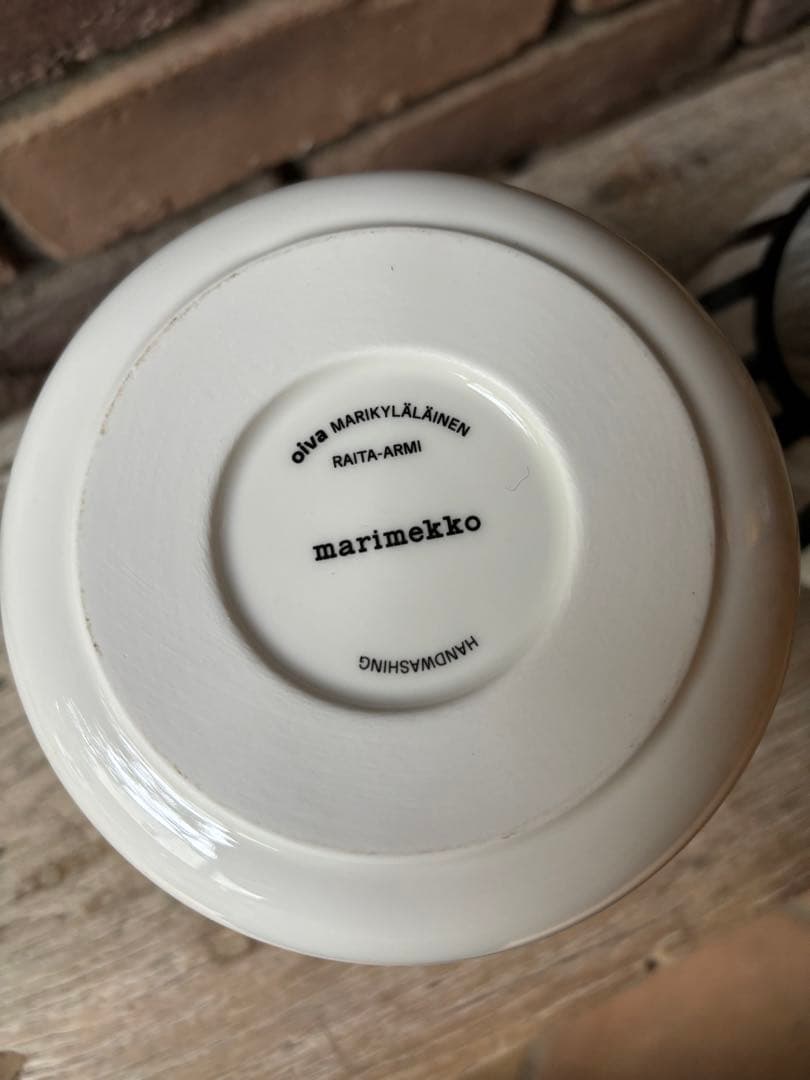 oiva MARIKYLÄLÄINEN
RAITA-ARMI
marimekko
HANDWASHING